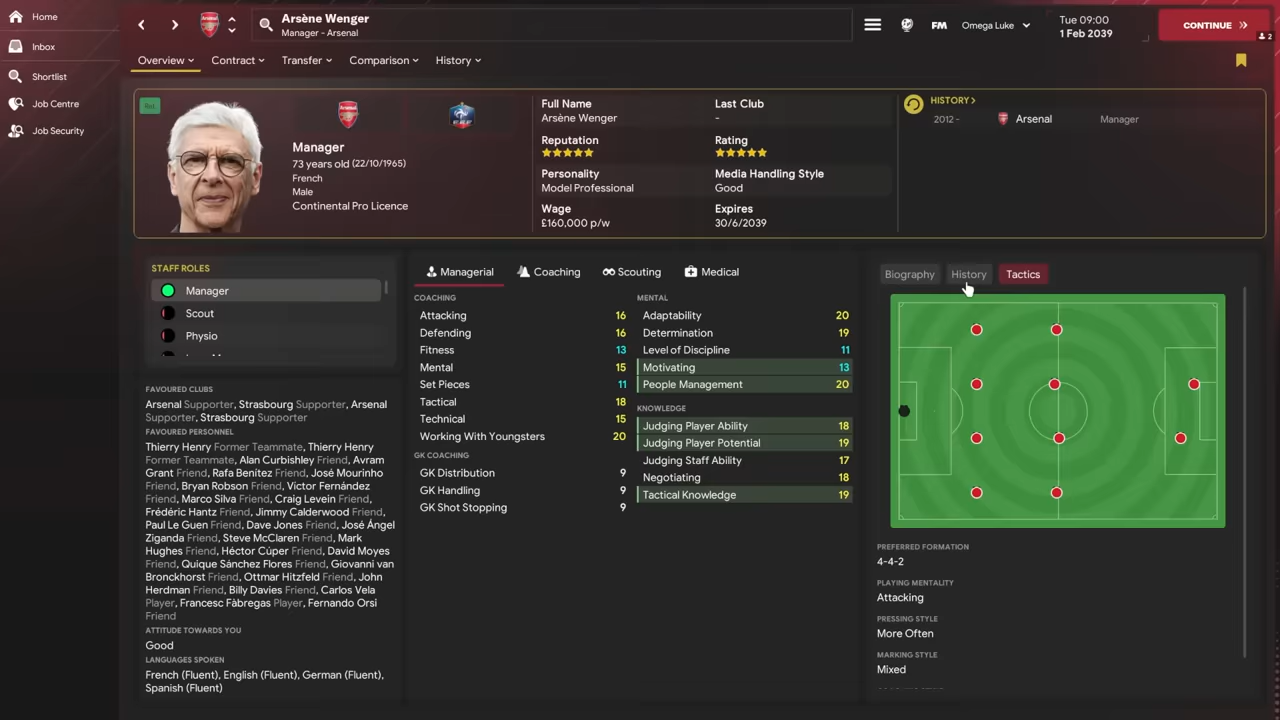 Home
Inbox
Shortlist
Job Centre
Job Security
Arsène Wenger
Manager - Arsenal
FM
Omega Luke
Tue 09:00
1 Feb 2039
CONTINUE
2
Overview
Contract
Transfer
Comparison
History
Ret
Manager
73 years old (22/10/1965)
French
Male
Continental Pro Licence
Full Name
Arsène Wenger
Last Club
-
Reputation
Rating
Personality
Model Professional
Media Handling Style
Good
Wage
£160,000 p/w
Expires
30/6/2039
HISTORY >
2012 - Arsenal Manager
STAFF ROLES
Manager
Scout
Physio
FAVOURED CLUBS
Arsenal Supporter, Strasbourg Supporter, Arsenal
Supporter, Strasbourg Supporter
FAVOURED PERSONNEL
Thierry Henry Former Teammate, Thierry Henry
Former Teammate, Alan Curbishley Friend, Avram
Grant Friend, Rafa Benítez Friend, José Mourinho
Friend, Bryan Robson Friend, Víctor Fernández
Friend, Marco Silva Friend, Craig Levein Friend,
Frédéric Hantz Friend, Jimmy Calderwood Friend,
Paul Le Guen Friend, Dave Jones Friend, José Ángel
Ziganda Friend, Steve McClaren Friend, Mark
Hughes Friend, Héctor Cúper Friend, David Moyes
Friend, Quique Sánchez Flores Friend, Giovanni van
Bronckhorst Friend, Ottmar Hitzfeld Friend, John
Herdman Friend, Billy Davies Friend, Carlos Vela
Player, Francesc Fàbregas Player, Fernando Orsi
Friend
ATTITUDE TOWARDS YOU
Good
LANGUAGES SPOKEN
French (Fluent), English (Fluent), German (Fluent),
Spanish (Fluent)
Managerial
Coaching
Scouting
Medical
COACHING
Attacking 16
Defending 16
Fitness 13
Mental 15
Set Pieces 11
Tactical 18
Technical 15
Working With Youngsters 20
GK COACHING
GK Distribution 9
GK Handling 9
GK Shot Stopping 9
MENTAL
Adaptability 20
Determination 19
Level of Discipline 11
Motivating 13
People Management 20
KNOWLEDGE
Judging Player Ability 18
Judging Player Potential 19
Judging Staff Ability 17
Negotiating 18
Tactical Knowledge 19
Biography
History
Tactics
PREFERRED FORMATION
4-4-2
PLAYING MENTALITY
Attacking
PRESSING STYLE
More Often
MARKING STYLE
Mixed